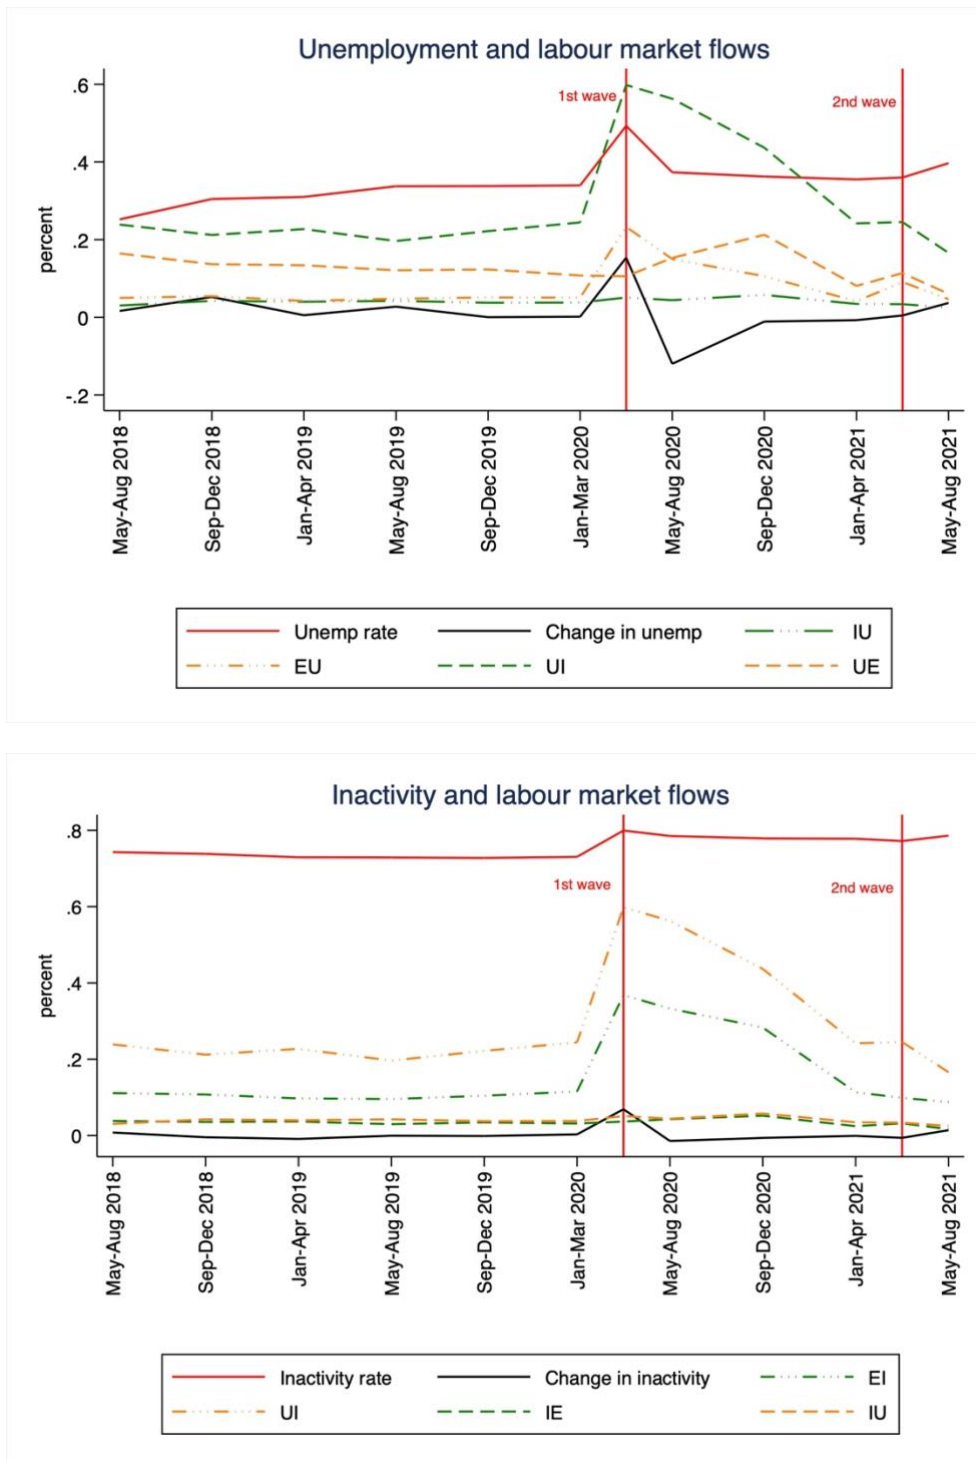 Unemployment and labour market flows
.6
.4
.2
0
-.2
percent
1st wave
2nd wave
May-Aug 2018
Sep-Dec 2018
Jan-Apr 2019
May-Aug 2019
Sep-Dec 2019
Jan-Mar 2020
May-Aug 2020
Sep-Dec 2020
Jan-Apr 2021
May-Aug 2021
Unemp rate Change in unemp IU
EU UI UE
Inactivity and labour market flows
.8
.6
.4
.2
0
percent
1st wave
2nd wave
May-Aug 2018
Sep-Dec 2018
Jan-Apr 2019
May-Aug 2019
Sep-Dec 2019
Jan-Mar 2020
May-Aug 2020
Sep-Dec 2020
Jan-Apr 2021
May-Aug 2021
Inactivity rate Change in inactivity EI
UI IE IU